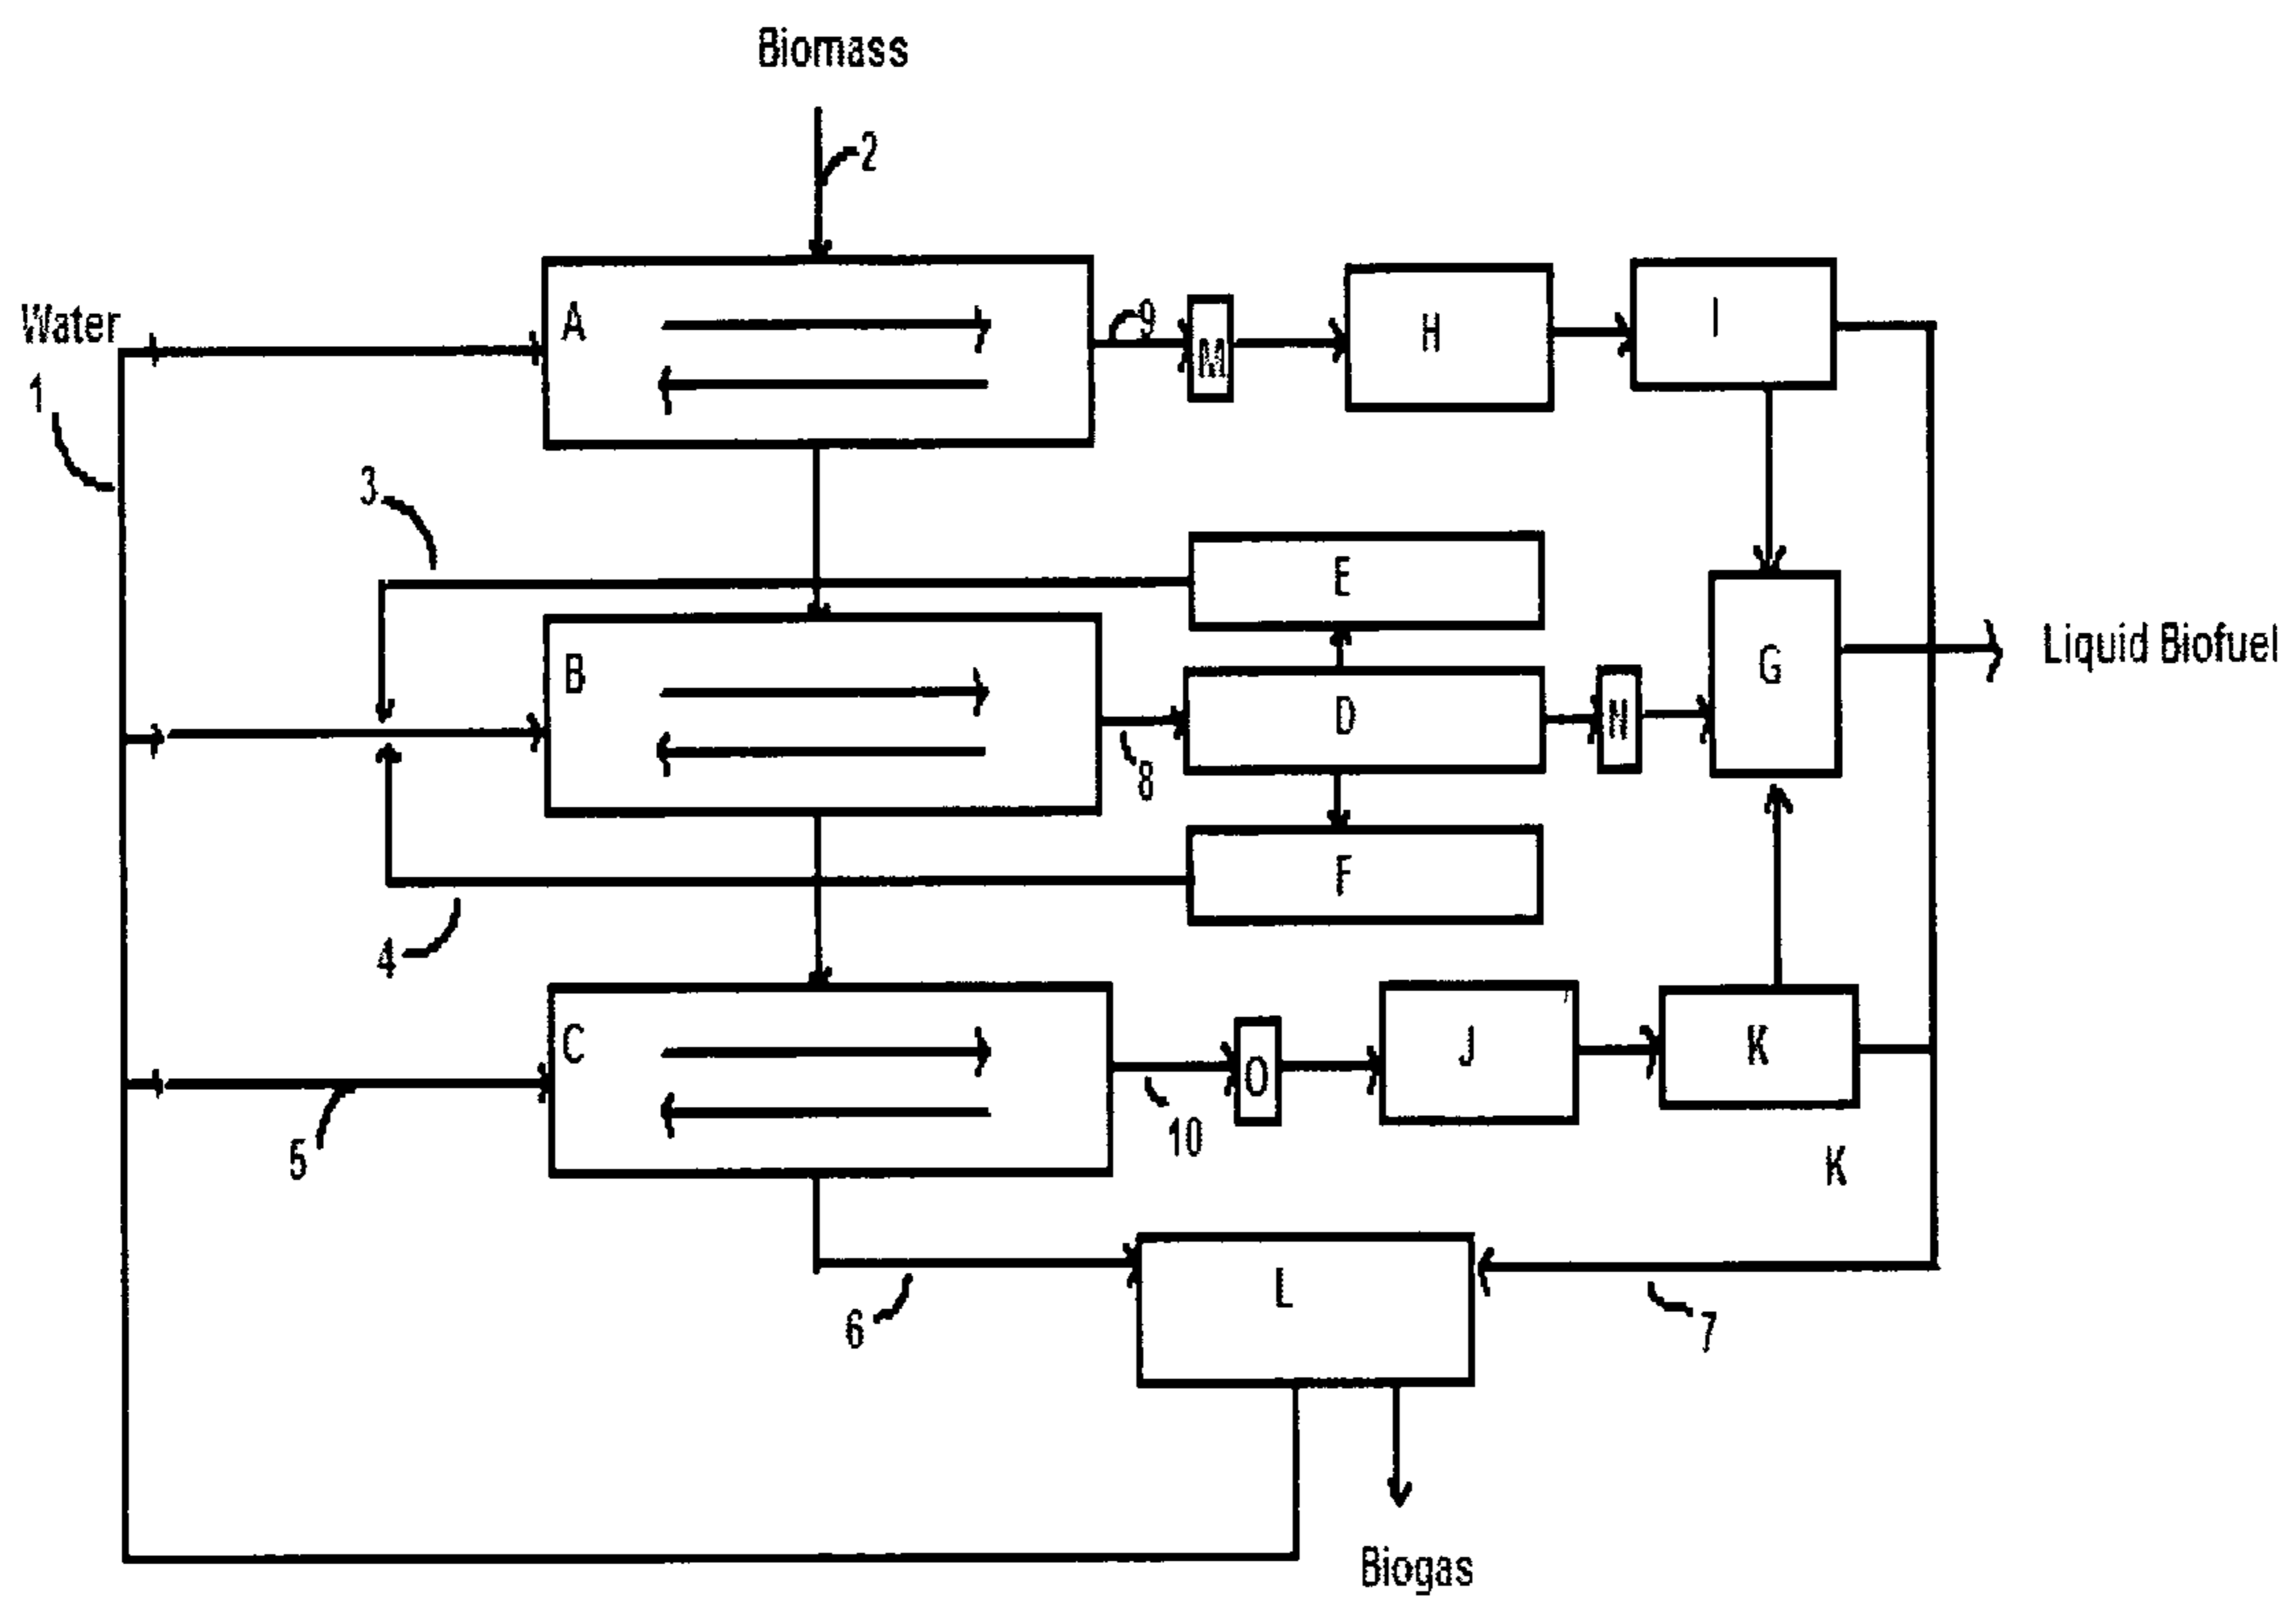 Biomass
2
Water
1
A
9
M
H
I
3
E
B
8
D
N
G
Liquid Biofuel
F
4
C
10
O
J
K
5
K
L
6
7
Biogas